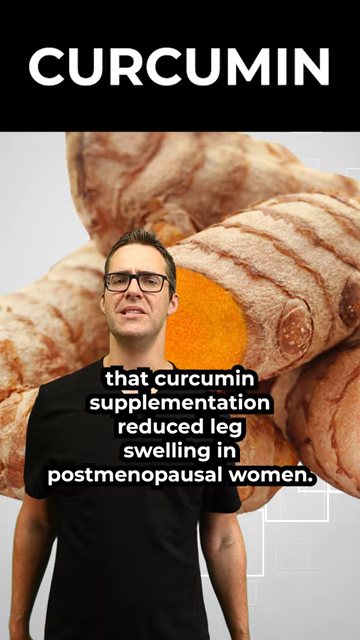 CURCUMIN
that curcumin
supplementation
reduced leg
swelling in
postmenopausal women.